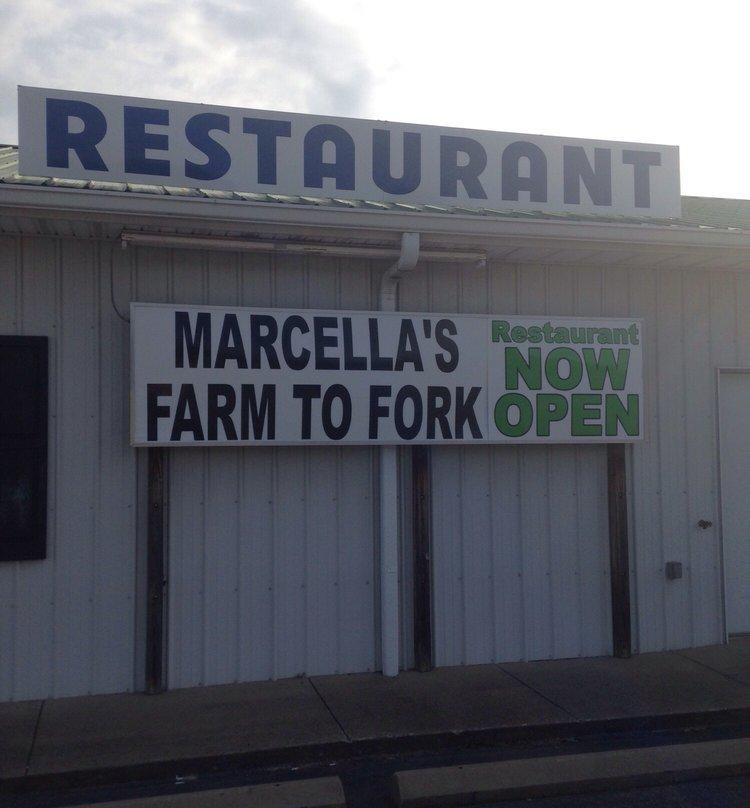 RESTAURANT
MARCELLA'S
FARM TO FORK
Restaurant
NOW
OPEN